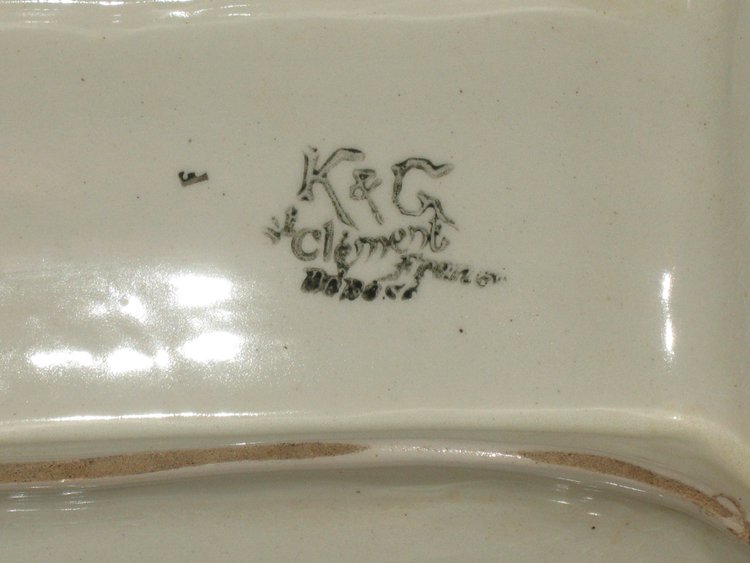 K & G
St Clément
France
E